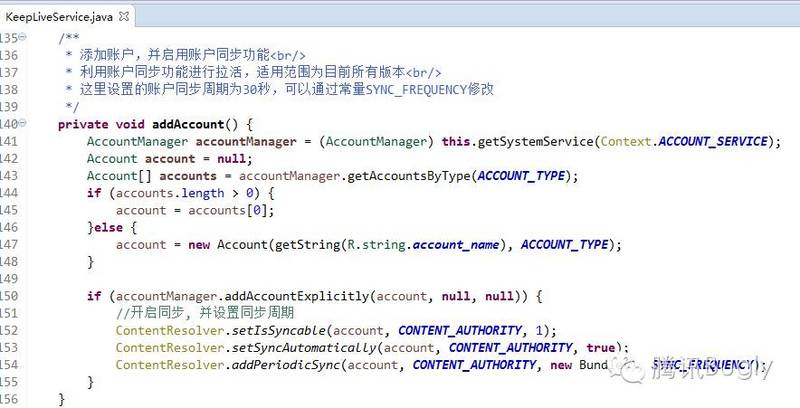 KeepLiveService.java
135 /**
136 * 添加账户，并启用账户同步功能<br/>
137 * 利用账户同步功能进行拉活，适用范围为目前所有版本<br/>
138 * 这里设置的账户同步周期为30秒，可以通过常量SYNC_FREQUENCY修改
139 */
140 private void addAccount() {
141 AccountManager accountManager = (AccountManager) this.getSystemService(Context.ACCOUNT_SERVICE);
142 Account account = null;
143 Account[] accounts = accountManager.getAccountsByType(ACCOUNT_TYPE);
144 if (accounts.length > 0) {
145 account = accounts[0];
146 }else {
147 account = new Account(getString(R.string.account_name), ACCOUNT_TYPE);
148 }
149
150 if (accountManager.addAccountExplicitly(account, null, null)) {
151 //开启同步, 并设置同步周期
152 ContentResolver.setIsSyncable(account, CONTENT_AUTHORITY, 1);
153 ContentResolver.setSyncAutomatically(account, CONTENT_AUTHORITY, true);
154 ContentResolver.addPeriodicSync(account, CONTENT_AUTHORITY, new Bund SYNC_FREQUENCY);
155 }
156 }
腾讯Bugly